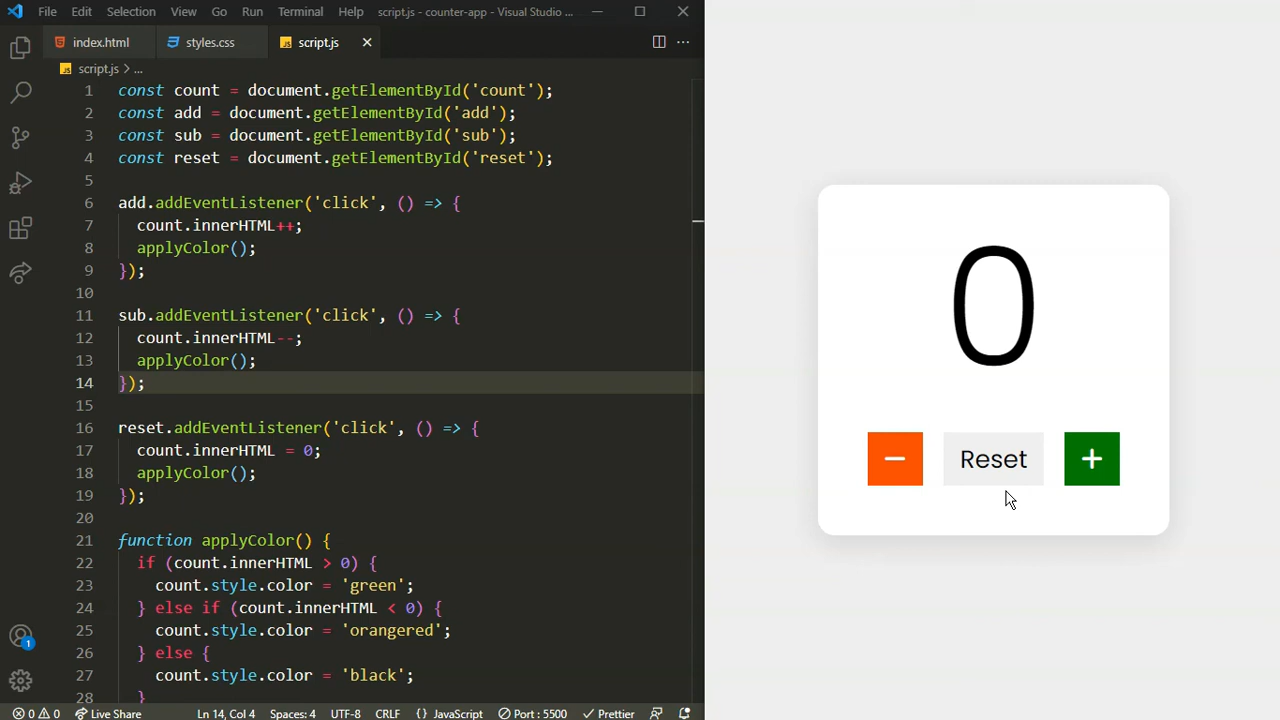 File Edit Selection View Go Run Terminal Help script.js - counter-app - Visual Studio ...
index.html styles.css script.js
script.js > ...
1 const count = document.getElementById('count');
2 const add = document.getElementById('add');
3 const sub = document.getElementById('sub');
4 const reset = document.getElementById('reset');
5
6 add.addEventListener('click', () => {
7 count.innerHTML++;
8 applyColor();
9 });
10
11 sub.addEventListener('click', () => {
12 count.innerHTML--;
13 applyColor();
14 });
15
16 reset.addEventListener('click', () => {
17 count.innerHTML = 0;
18 applyColor();
19 });
20
21 function applyColor() {
22 if (count.innerHTML > 0) {
23 count.style.color = 'green';
24 } else if (count.innerHTML < 0) {
25 count.style.color = 'orangered';
26 } else {
27 count.style.color = 'black';
28 }
1
0 0 Live Share Ln 14, Col 4 Spaces: 4 UTF-8 CRLF {} JavaScript Port : 5500 Prettier
0
− Reset +